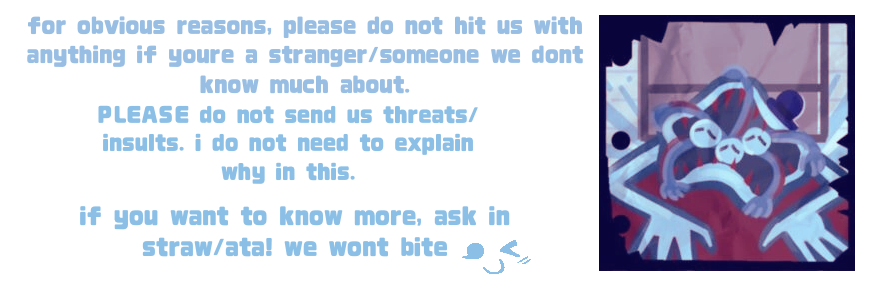 for obvious reasons, please do not hit us with
anything if youre a stranger/someone we dont
know much about.
PLEASE do not send us threats/
insults. i do not need to explain
why in this.
if you want to know more, ask in
straw/ata! we wont bite